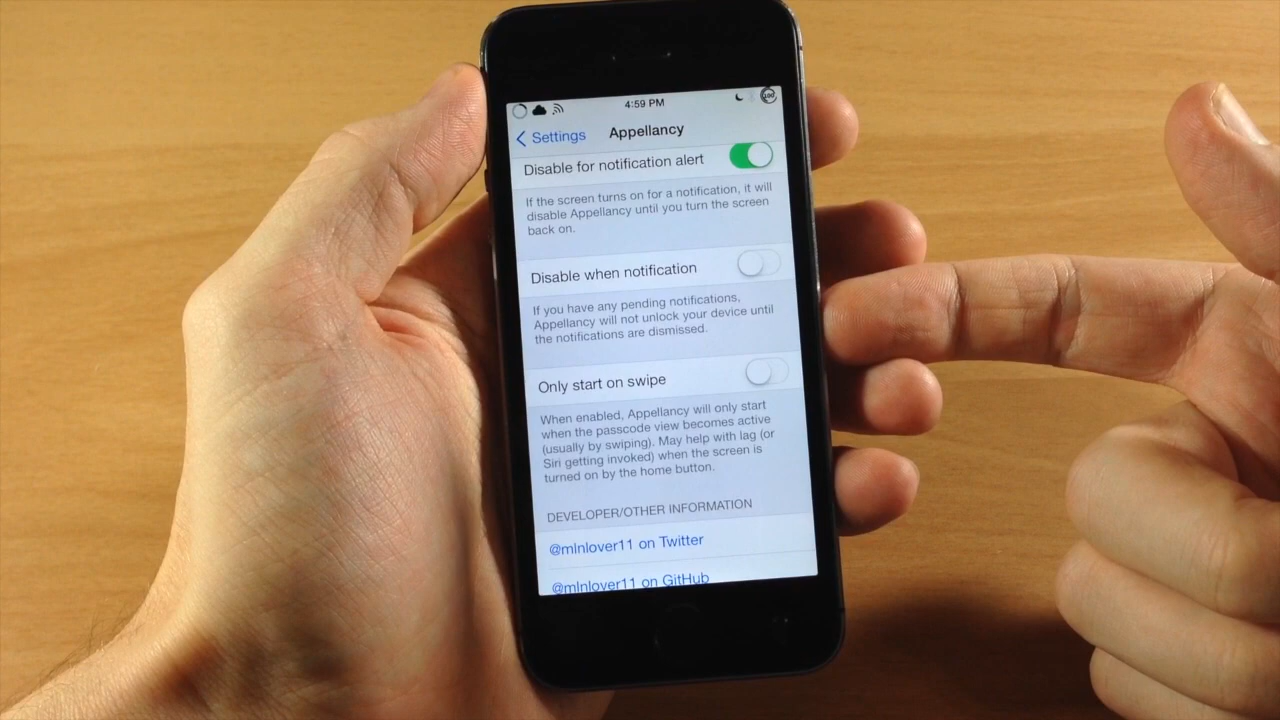 4:59 PM
100
Settings
Appellancy
Disable for notification alert
If the screen turns on for a notification, it will
disable Appellancy until you turn the screen
back on.
Disable when notification
If you have any pending notifications,
Appellancy will not unlock your device until
the notifications are dismissed.
Only start on swipe
When enabled, Appellancy will only start
when the passcode view becomes active
(usually by swiping). May help with lag (or
Siri getting invoked) when the screen is
turned on by the home button.
DEVELOPER/OTHER INFORMATION
@mlnlover11 on Twitter
@mlnlover11 on GitHub